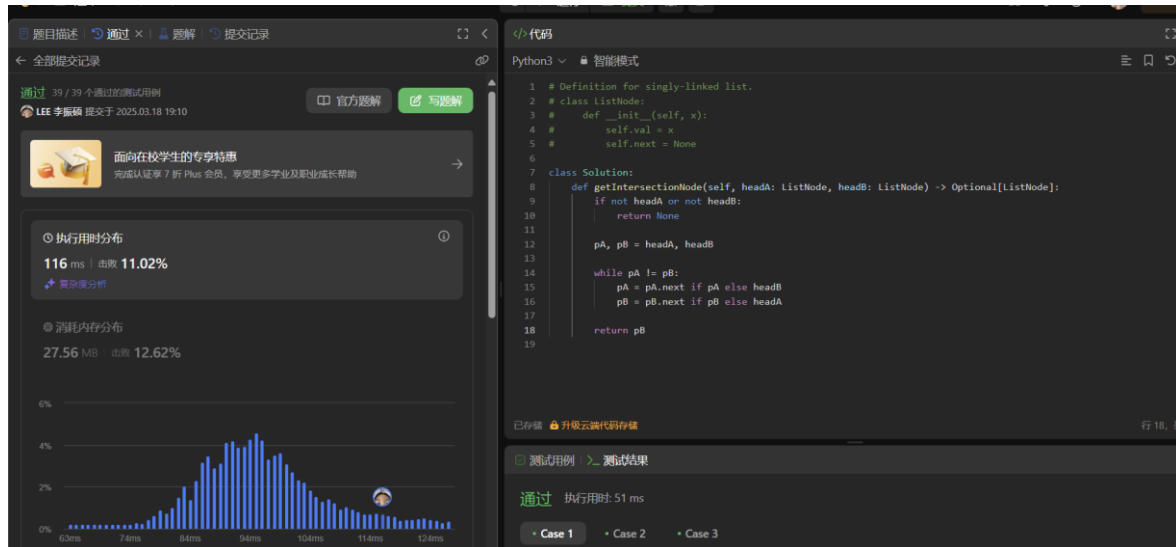 题目描述 通过 × 题解 提交记录
全部提交记录
通过 39 / 39 个通过的测试用例
LEE 李振硕 提交于 2025.03.18 19:10
官方题解 写题解
面向在校学生的专享特惠
完成认证享 7 折 Plus 会员，享受更多学业及职业成长帮助
执行用时分布
116 ms 击败 11.02%
复杂度分析
消耗内存分布
27.56 MB 击败 12.62%
6%
4%
2%
0%
63ms 74ms 84ms 94ms 104ms 114ms 124ms
</>代码
Python3 智能模式
1 # Definition for singly-linked list.
2 # class ListNode:
3 #     def __init__(self, x):
4 #         self.val = x
5 #         self.next = None
6
7 class Solution:
8     def getIntersectionNode(self, headA: ListNode, headB: ListNode) -> Optional[ListNode]:
9         if not headA or not headB:
10             return None
11
12         pA, pB = headA, headB
13
14         while pA != pB:
15             pA = pA.next if pA else headB
16             pB = pB.next if pB else headA
17
18         return pB
19
已存储 升级云端代码存储
行 18,
测试用例 >_ 测试结果
通过 执行用时: 51 ms
• Case 1 • Case 2 • Case 3